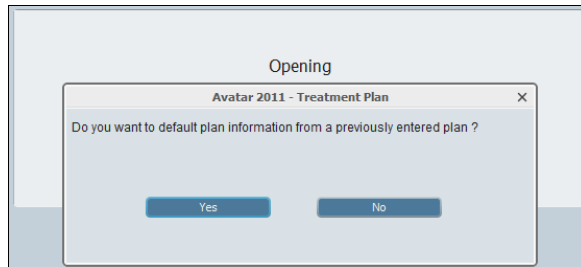 Opening
Avatar 2011 - Treatment Plan
Do you want to default plan information from a previously entered plan ?
Yes
No